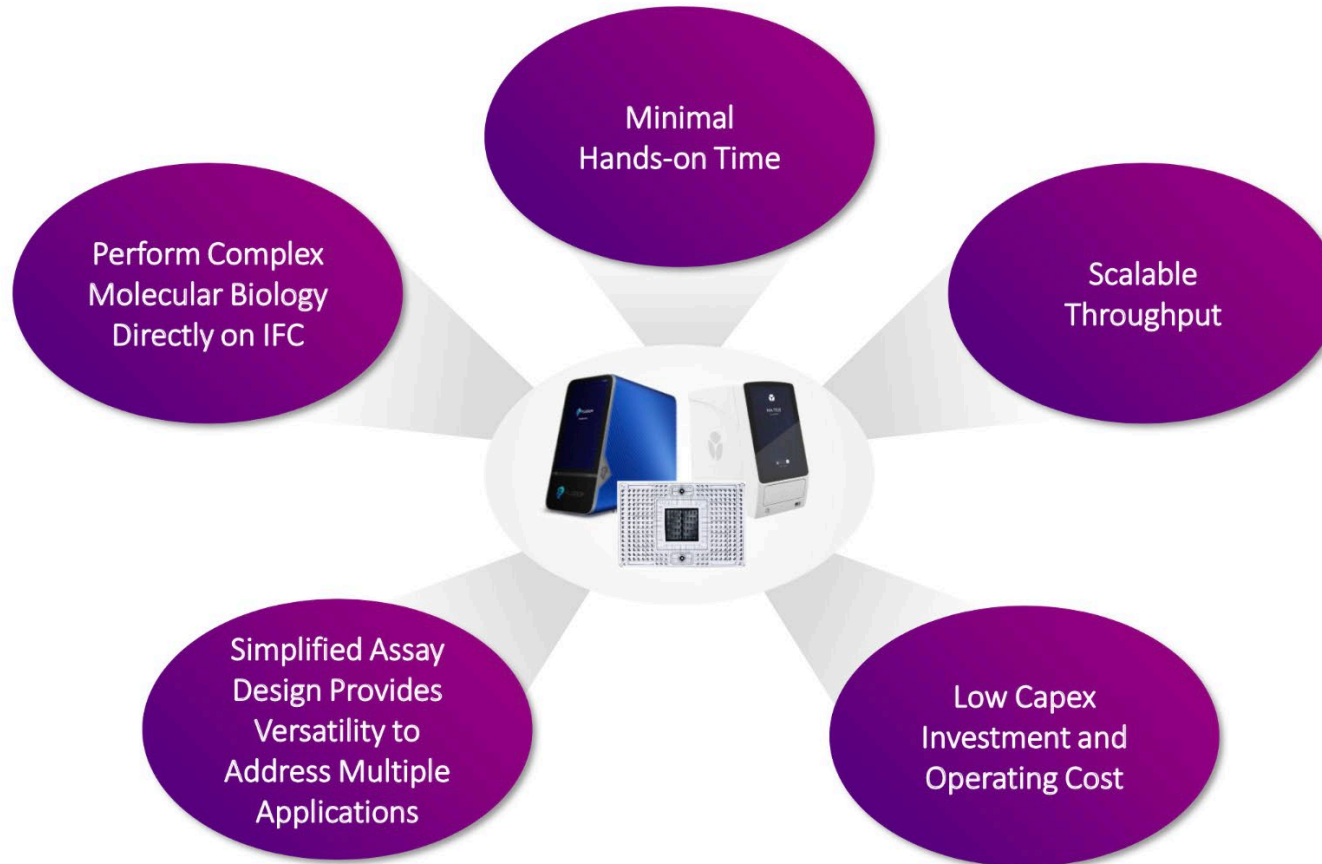 Minimal
Hands-on Time
Perform Complex
Molecular Biology
Directly on IFC
Scalable
Throughput
Simplified Assay
Design Provides
Versatility to
Address Multiple
Applications
Low Capex
Investment and
Operating Cost